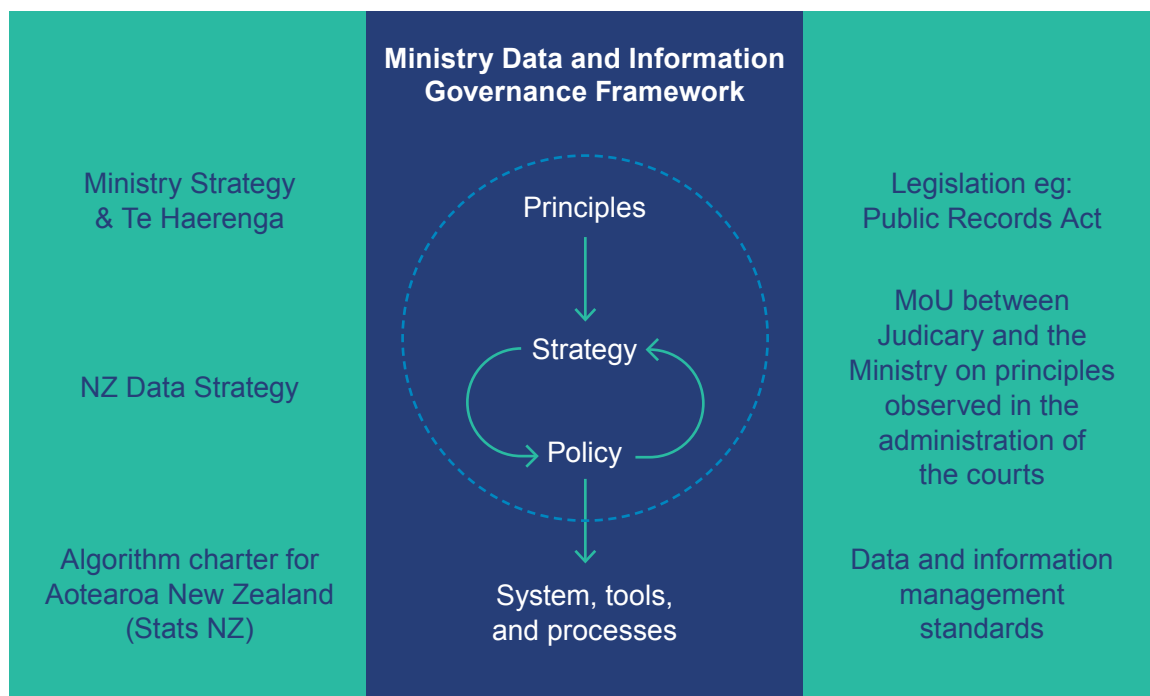 Ministry Data and Information
Governance Framework
Ministry Strategy
& Te Haerenga
NZ Data Strategy
Algorithm charter for
Aotearoa New Zealand
(Stats NZ)
Principles
Strategy
Policy
System, tools,
and processes
Legislation eg:
Public Records Act
MoU between
Judicary and the
Ministry on principles
observed in the
administration of
the courts
Data and information
management
standards